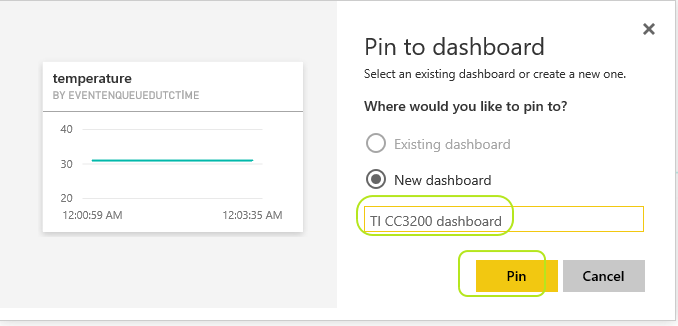 temperature
BY EVENTENQUEUEDUTCTIME
40
30
20
12:00:59 AM 12:03:35 AM
Pin to dashboard
Select an existing dashboard or create a new one.
Where would you like to pin to?
Existing dashboard
New dashboard
TI CC3200 dashboard
Pin Cancel